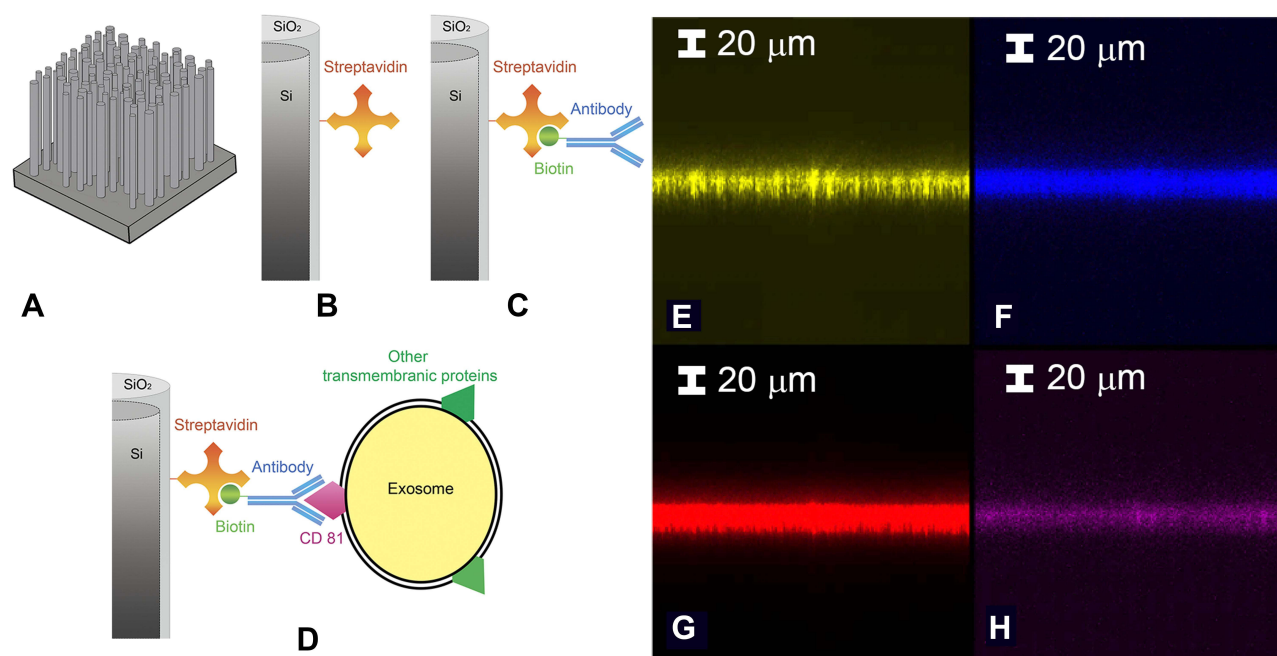 A
SiO₂
Si
Streptavidin
B
SiO₂
Si
Streptavidin
Antibody
Biotin
C
SiO₂
Si
Streptavidin
Antibody
Biotin
CD 81
Exosome
Other
transmembranic proteins
D
20 μm
E
20 μm
F
20 μm
G
20 μm
H